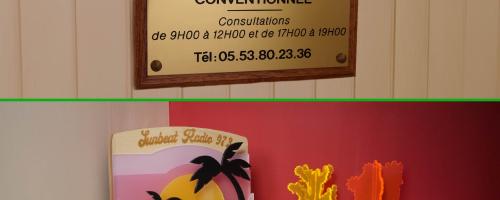 CONVENTIONNÉE
Consultations
de 9H00 à 12H00 et de 17H00 à 19H00
Tél: 05.53.80.23.36
Sunbeat Radio 97.3